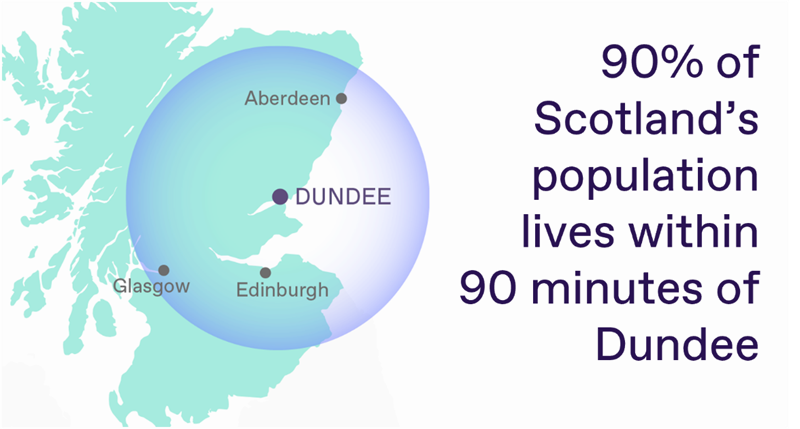 Aberdeen
DUNDEE
Glasgow
Edinburgh
90% of
Scotland’s
population
lives within
90 minutes of
Dundee